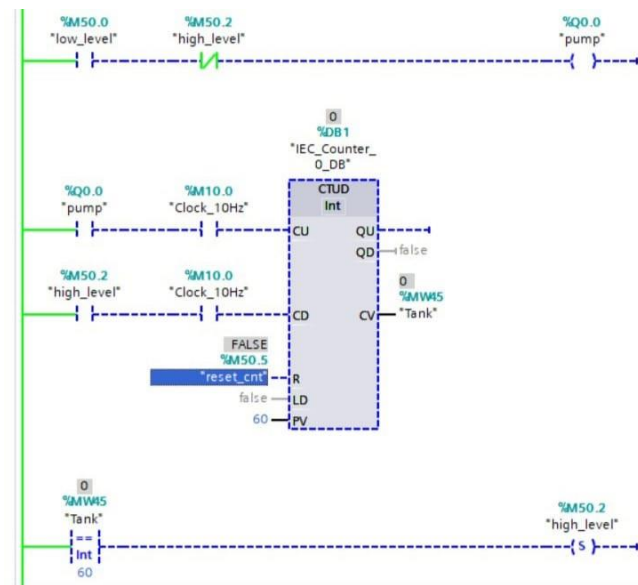 %M50.0 %M50.2 %Q0.0
"low_level" "high_level" "pump"
0
%DB1
"IEC_Counter_
0_DB"
CTUD
Int
%Q0.0 %M10.0
"pump" "Clock_10Hz"
CU QU
QD false
%M50.2 %M10.0 0
"high_level" "Clock_10Hz" %MW45
CD CV "Tank"
FALSE
%M50.5
"reset_cnt" R
false LD
60 PV
0
%MW45 %M50.2
"Tank" "high_level"
== S
Int
60